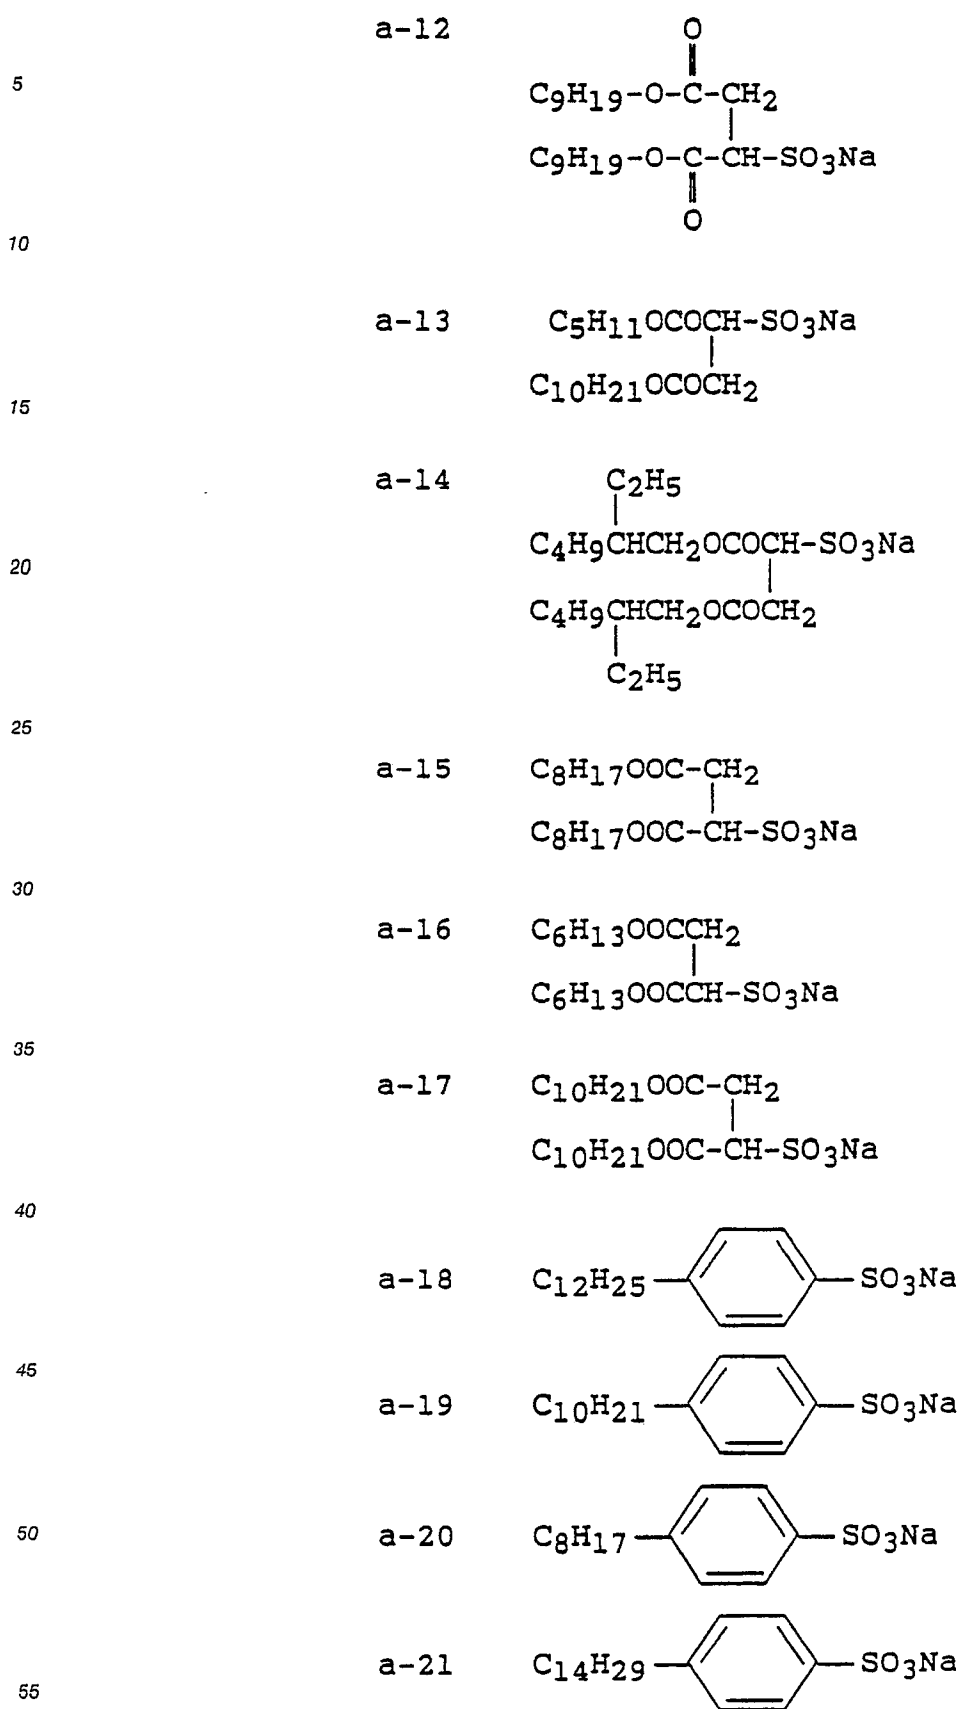 a-12
O
5
C9H19-O-C-CH2
C9H19-O-C-CH-SO3Na
O
10
a-13
C5H11OCOCH-SO3Na
C10H21OCOCH2
15
a-14
C2H5
C4H9CHCH2OCOCH-SO3Na
20
C4H9CHCH2OCOCH2
C2H5
25
a-15 C8H17OOC-CH2
C8H17OOC-CH-SO3Na
30
a-16 C6H13OOCCH2
C6H13OOCCH-SO3Na
35
a-17 C10H21OOC-CH2
C10H21OOC-CH-SO3Na
40
a-18 C12H25 SO3Na
45
a-19 C10H21 SO3Na
50 a-20 C8H17 SO3Na
a-21 C14H29 SO3Na
55